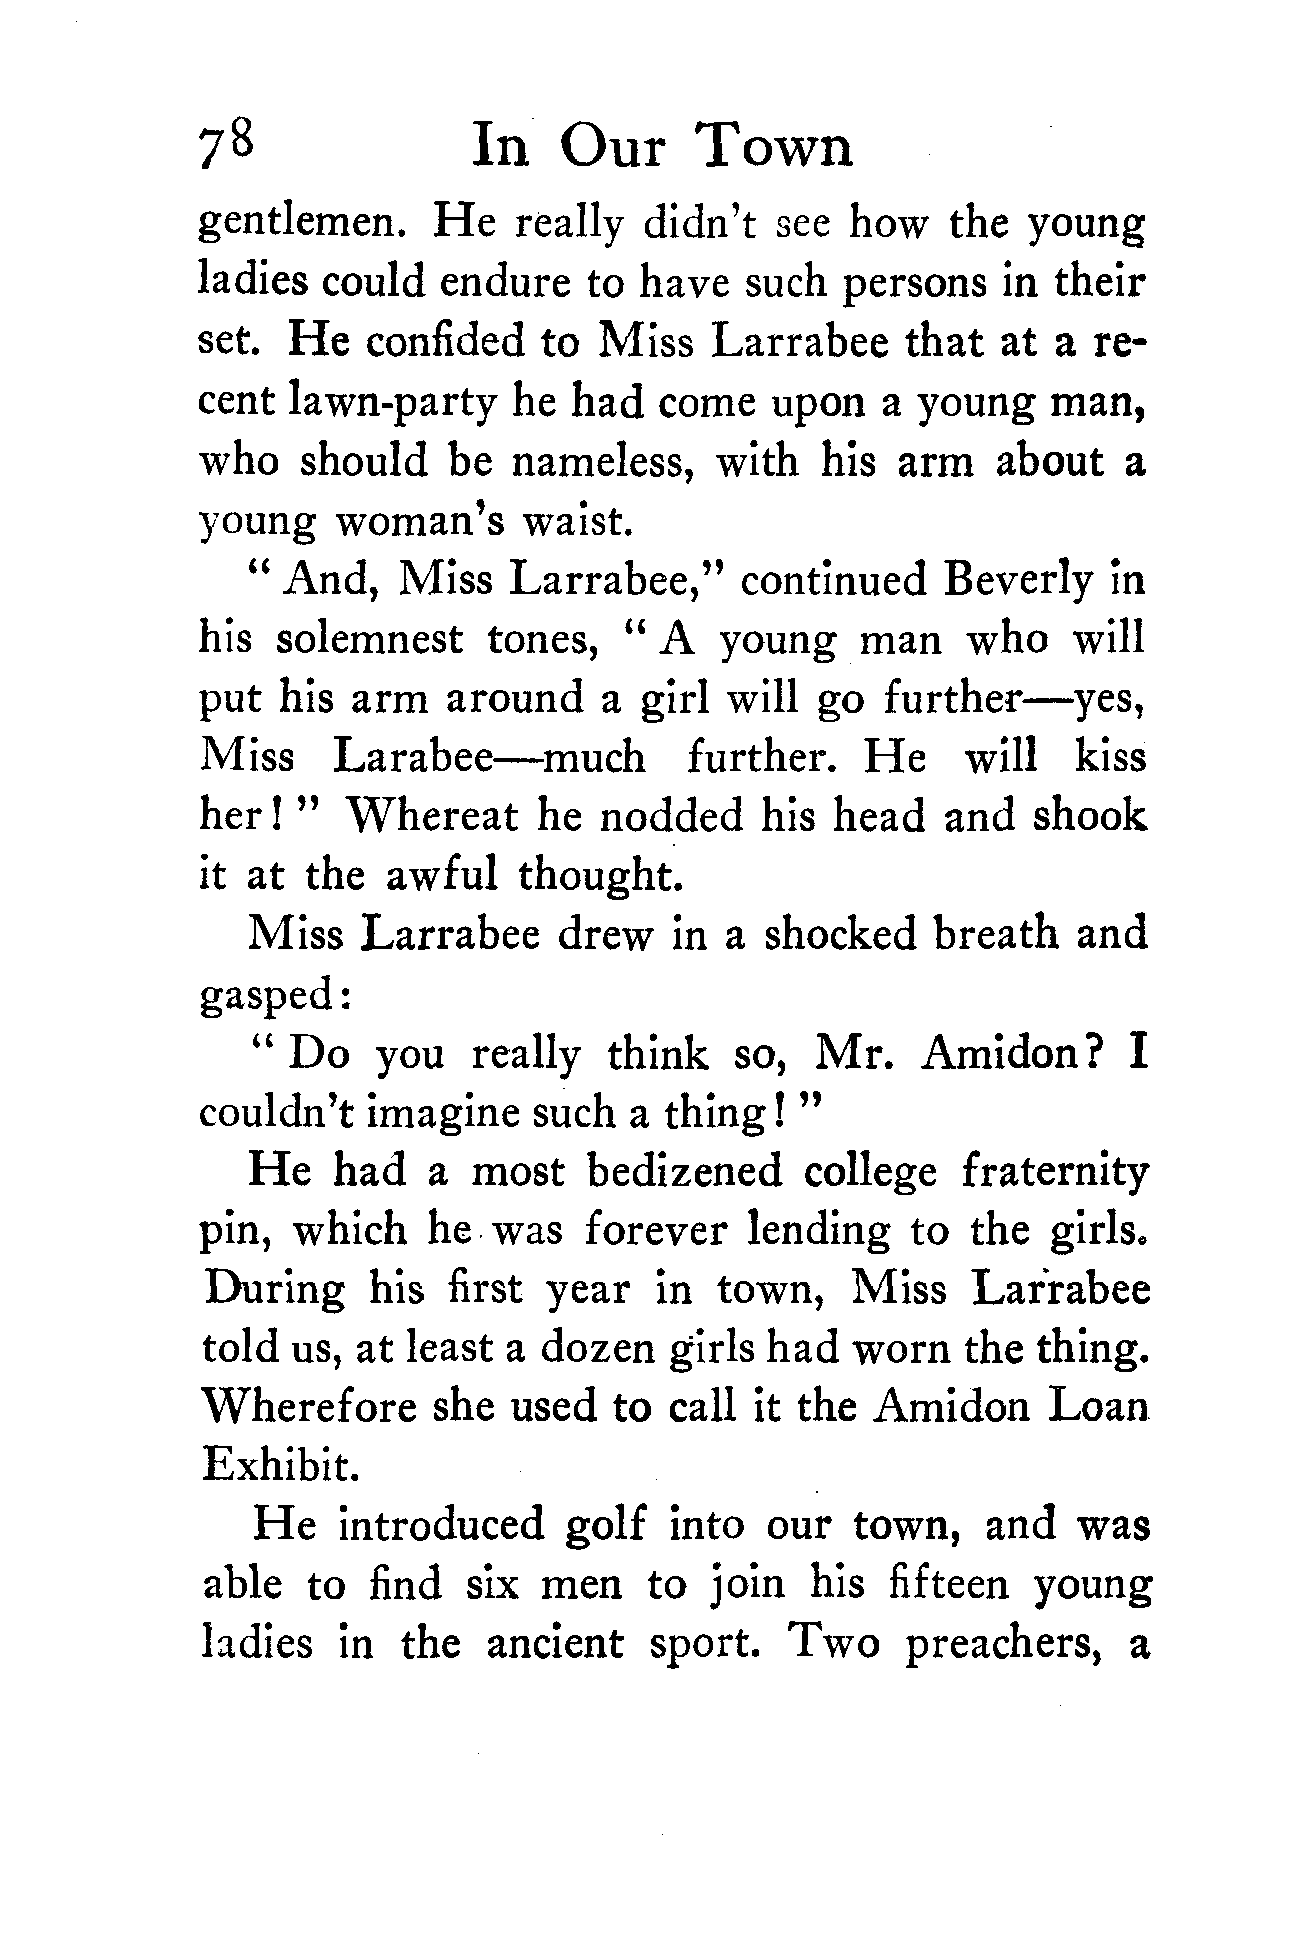 78 In Our Town
gentlemen. He really didn't see how the young
ladies could endure to have such persons in their
set. He confided to Miss Larrabee that at a re-
cent lawn-party he had come upon a young man,
who should be nameless, with his arm about a
young woman's waist.
" And, Miss Larrabee," continued Beverly in
his solemnest tones, " A young man who will
put his arm around a girl will go further—yes,
Miss Larabee—much further. He will kiss
her! " Whereat he nodded his head and shook
it at the awful thought.
Miss Larrabee drew in a shocked breath and
gasped:
" Do you really think so, Mr. Amidon? I
couldn't imagine such a thing! "
He had a most bedizened college fraternity
pin, which he was forever lending to the girls.
During his first year in town, Miss Larrabee
told us, at least a dozen girls had worn the thing.
Wherefore she used to call it the Amidon Loan
Exhibit.
He introduced golf into our town, and was
able to find six men to join his fifteen young
ladies in the ancient sport. Two preachers, a